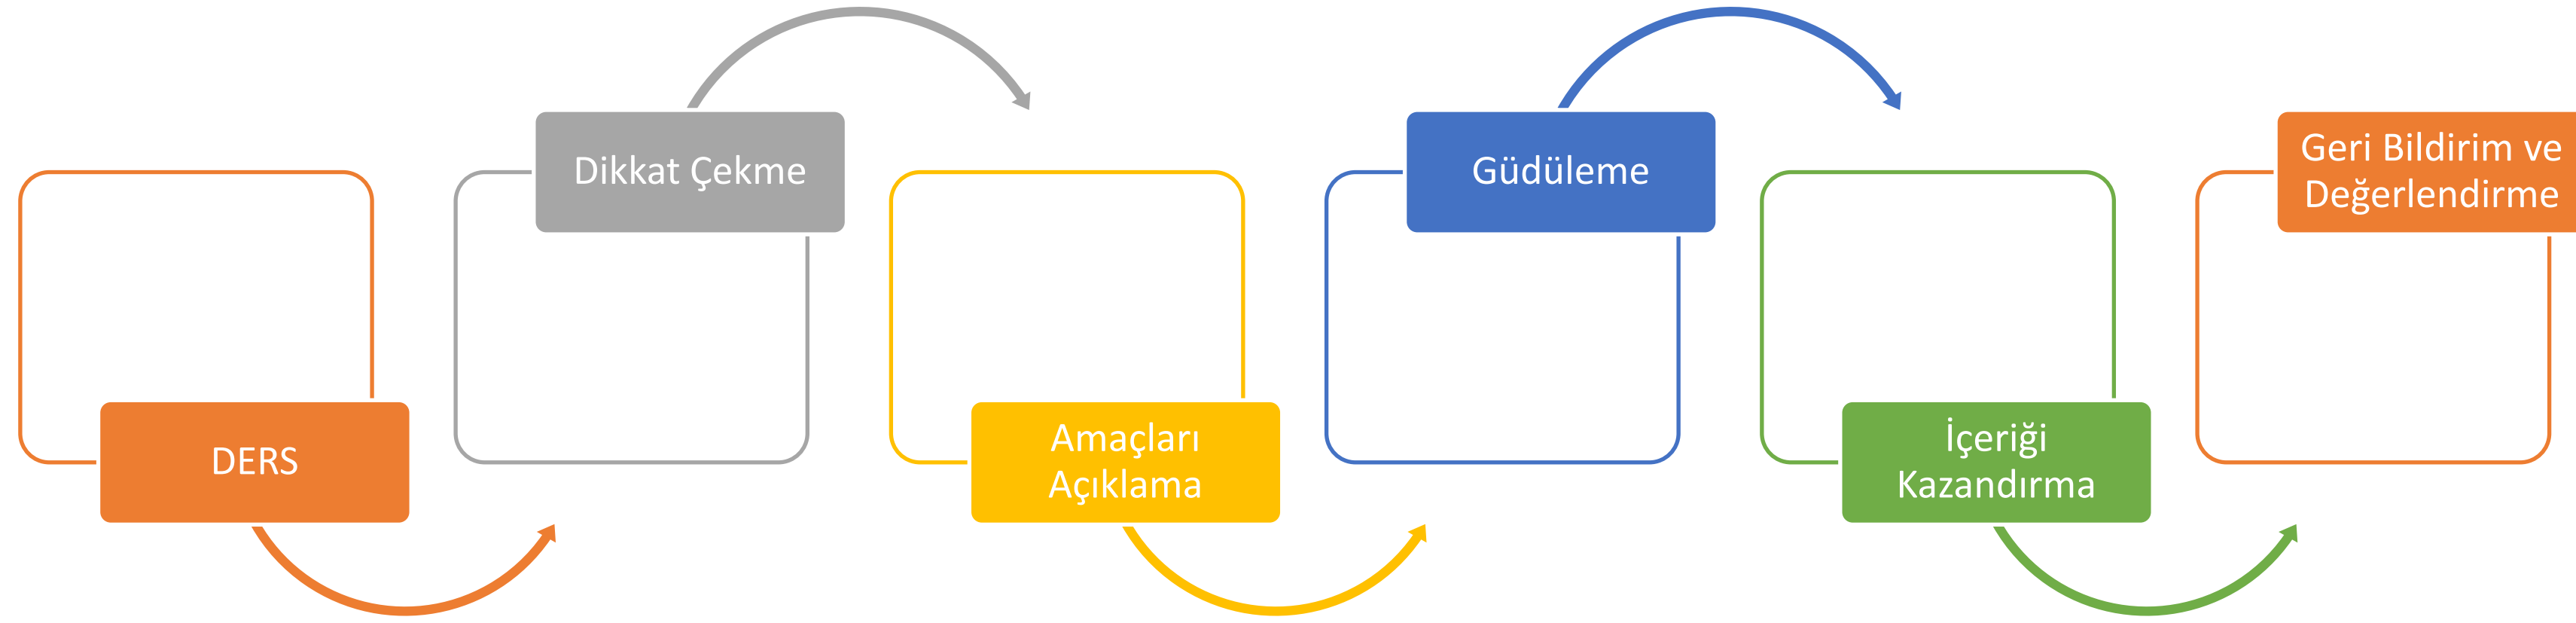 DERS
Dikkat Çekme
Amaçları
Açıklama
Güdüleme
İçeriği
Kazandırma
Geri Bildirim ve
Değerlendirme